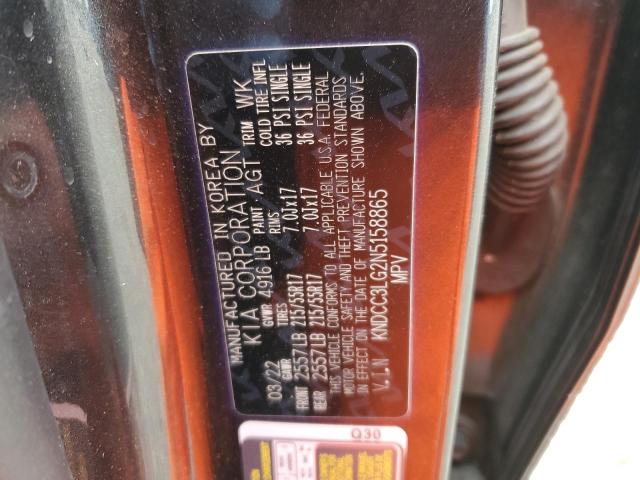 MANUFACTURED IN KOREA BY
KIA CORPORATION
03/22 GVWR 4916 LB PAINT AGT TRIM WK
GAWR TIRES RIMS COLD TIRE INFL
FRONT 2557 LB 215/55R17 7.0Jx17 36 PSI SINGLE
REAR 2557 LB 215/55R17 7.0Jx17 36 PSI SINGLE
THIS VEHICLE CONFORMS TO ALL APPLICABLE U.S.A. FEDERAL
MOTOR VEHICLE SAFETY AND THEFT PREVENTION STANDARDS
IN EFFECT ON THE DATE OF MANUFACTURE SHOWN ABOVE.
V.I.N KNDCC3LG2N5158865
MPV
Q30